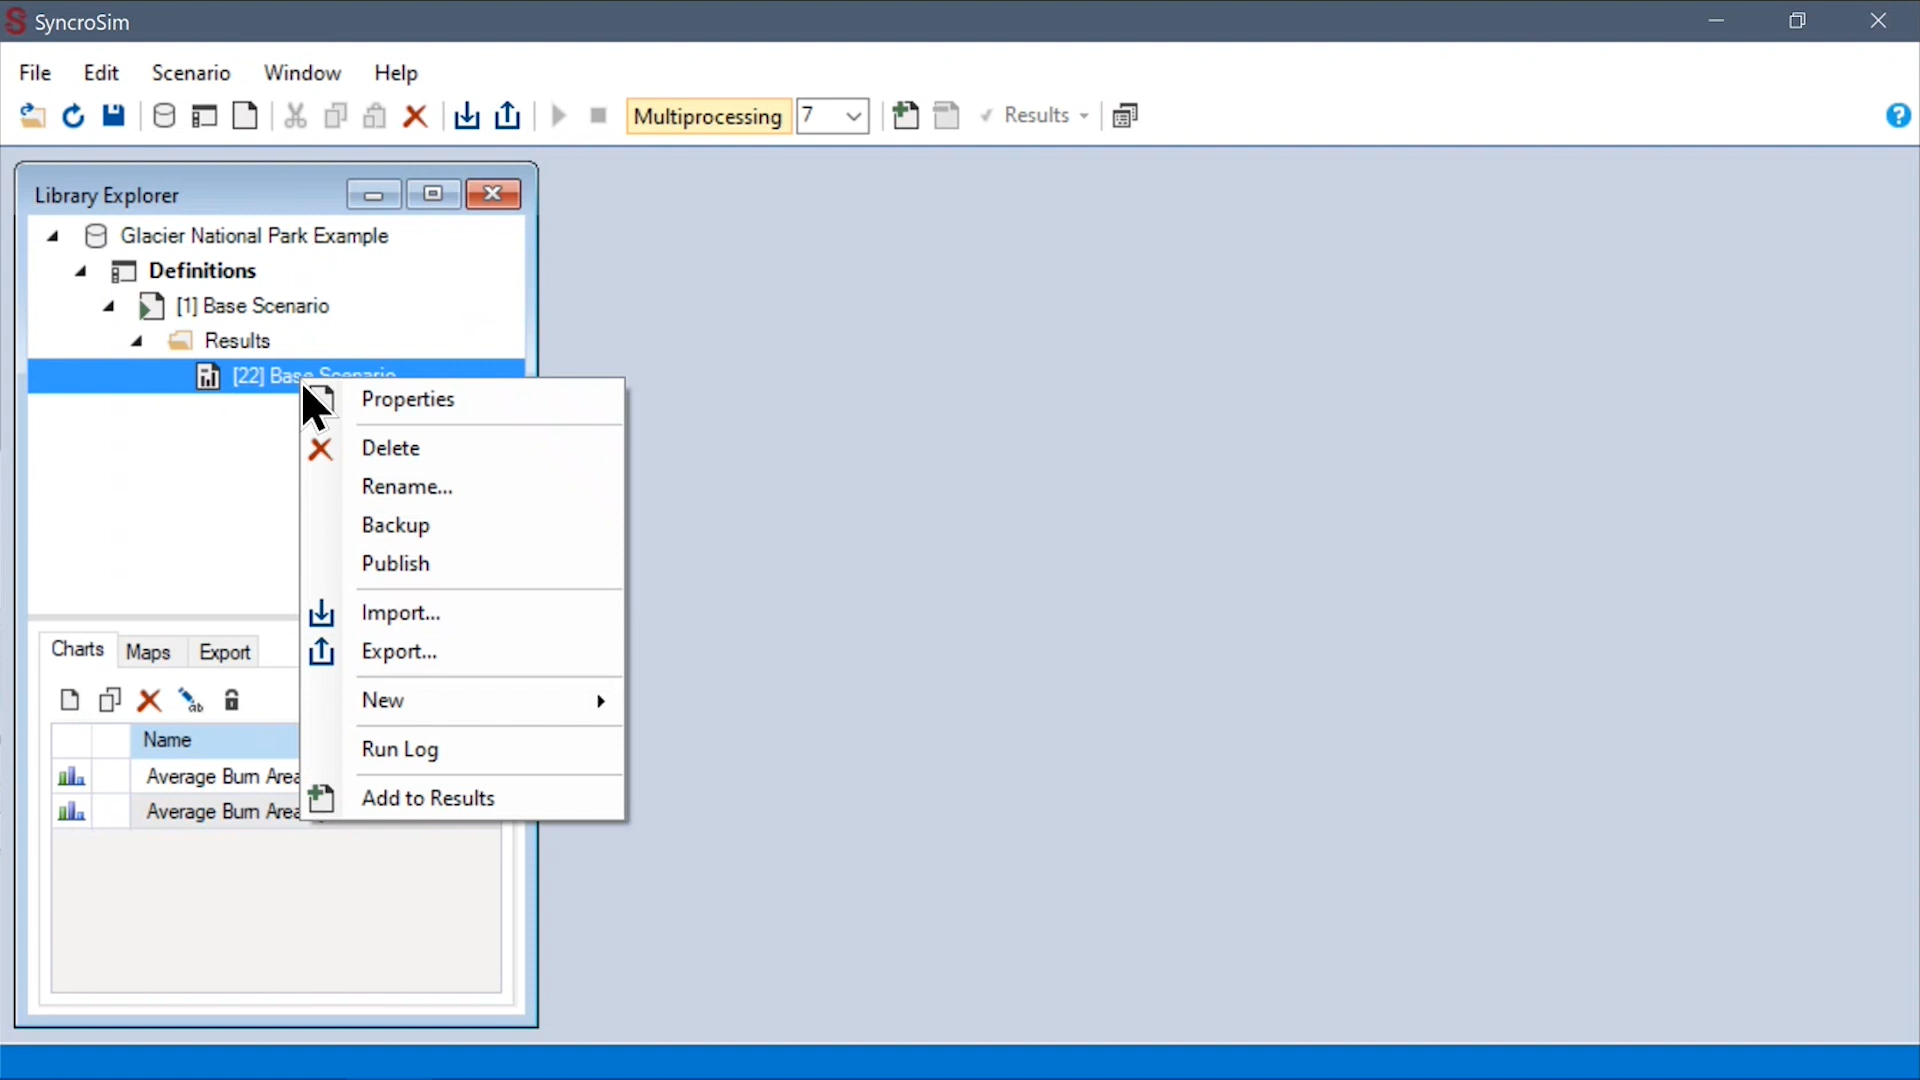 SyncroSim
File Edit Scenario Window Help
Multiprocessing 7 Results
Library Explorer
Glacier National Park Example
Definitions
[1] Base Scenario
Results
[22] Base Scenario
Properties
Delete
Rename...
Backup
Publish
Import...
Export...
New
Run Log
Add to Results
Charts Maps Export
Name
Average Burn Area
Average Burn Area